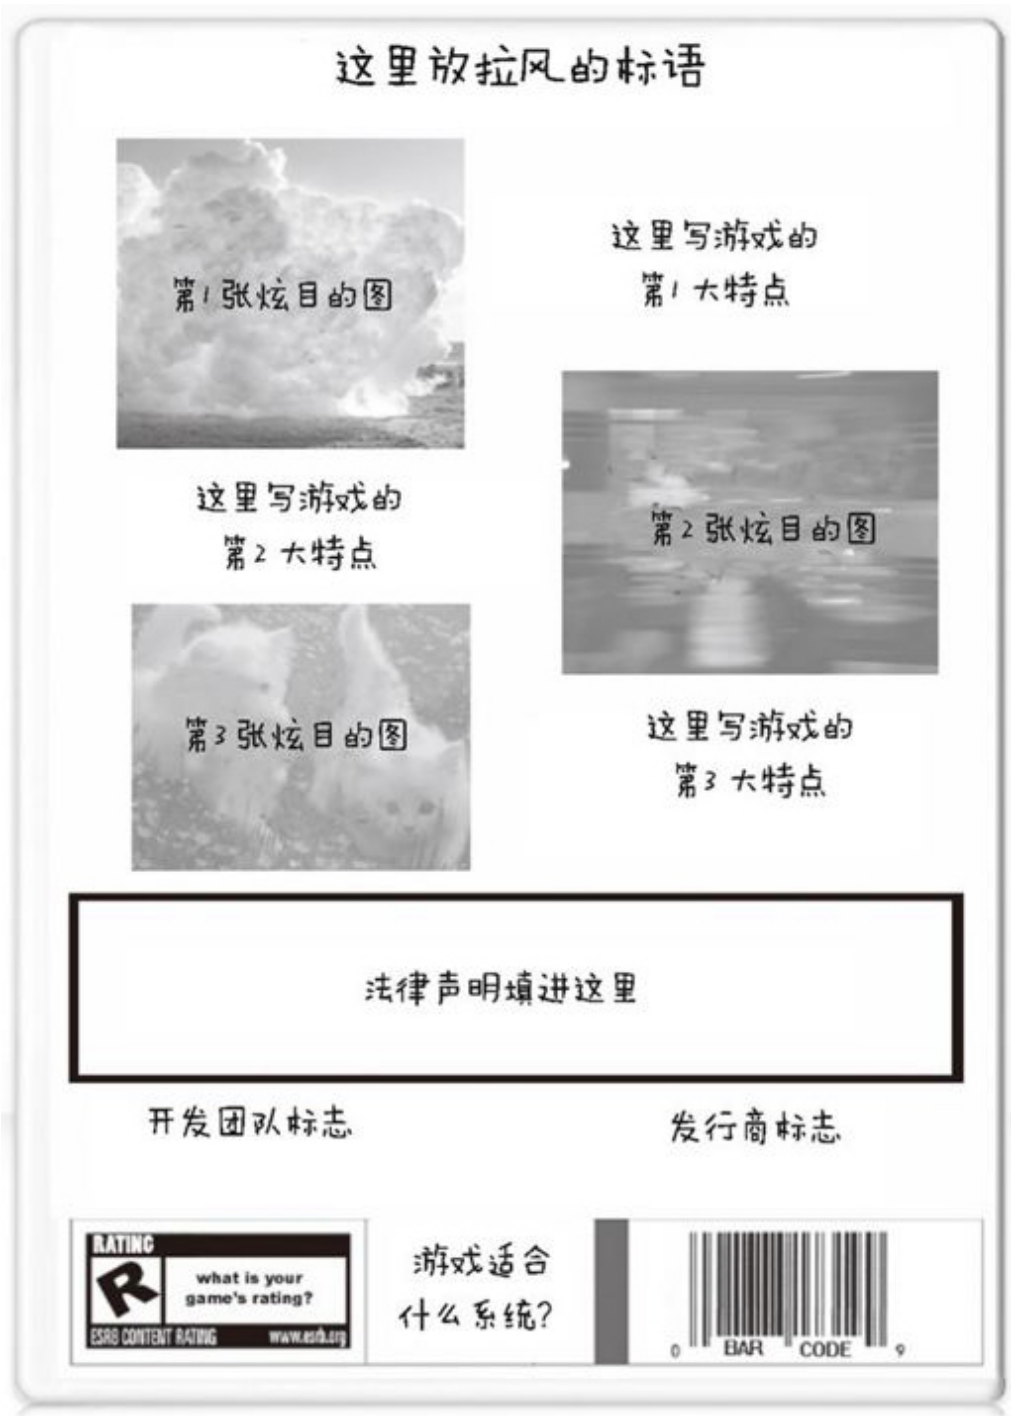 这里放拉风的标语
第1张炫目的图
这里写游戏的
第1大特点
这里写游戏的
第2大特点
第2张炫目的图
第3张炫目的图
这里写游戏的
第3大特点
法律声明填进这里
开发团队标志
发行商标志
RATING
R
what is your
game's rating?
ESRB CONTENT RATING www.esrb.org
游戏适合
什么系统?
0 BAR CODE 9